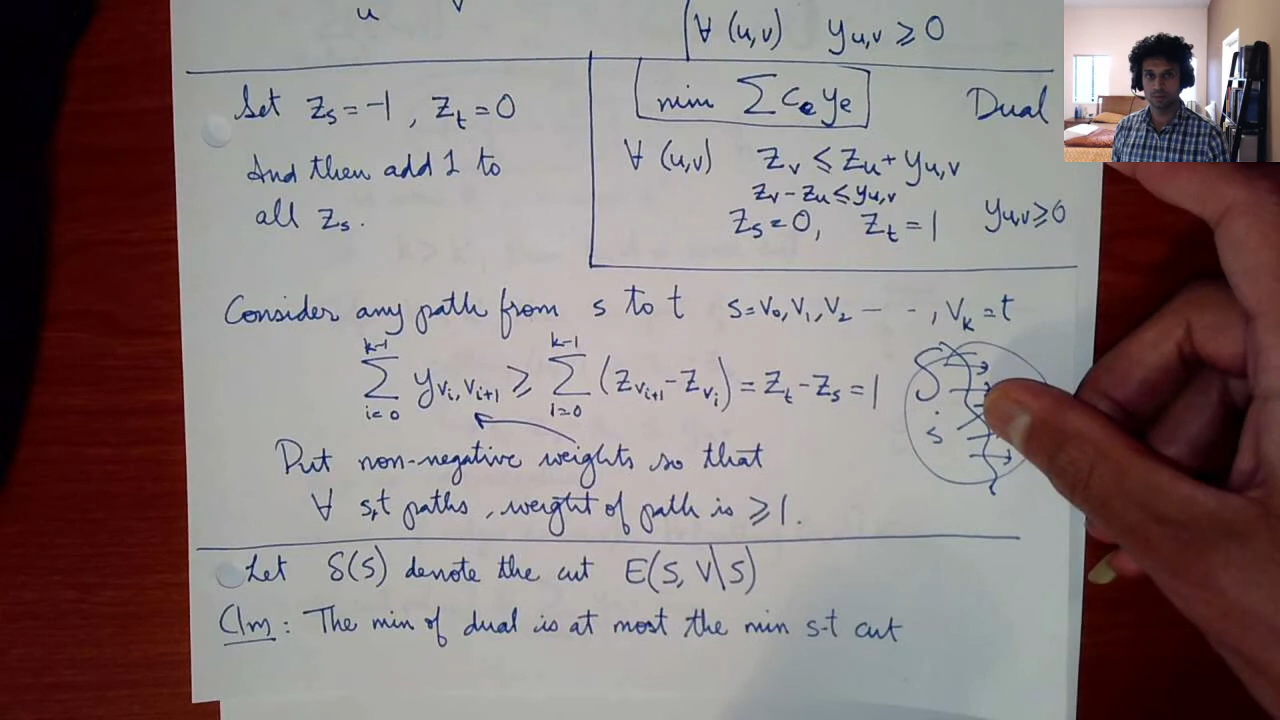 u v
∀ (u,v) y_{u,v} ≥ 0
Set z_s = -1, z_t = 0
And then add 1 to
all z_s.
min Σ c_e y_e
Dual
∀ (u,v) z_v ≤ z_u + y_{u,v}
z_v - z_u ≤ y_{u,v}
z_s = 0, z_t = 1 y_{u,v} ≥ 0
Consider any path from s to t s = v_0, v_1, v_2 - - - , v_k = t
∑_{i=0}^{k-1} y_{v_i, v_{i+1}} ≥ ∑_{i=0}^{k-1} (z_{v_{i+1}} - z_{v_i}) = z_t - z_s = 1
S
s
Put non-negative weights so that
∀ s,t paths, weight of path is ≥ 1.
Let δ(S) denote the cut E(S, V\S)
Clm: The min of dual is at most the min s-t cut